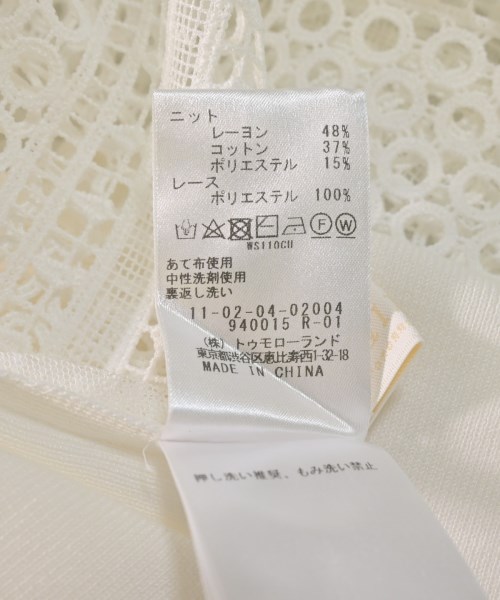 ニット
レーヨン 48%
コットン 37%
ポリエステル 15%
レース
ポリエステル 100%
F W
WS110CU
あて布使用
中性洗剤使用
裏返し洗い
11-02-04-02004
940015 R-01
(株) トゥモローランド
東京都渋谷区恵比寿西1-32-18
MADE IN CHINA
押し洗い推奨、もみ洗い禁止